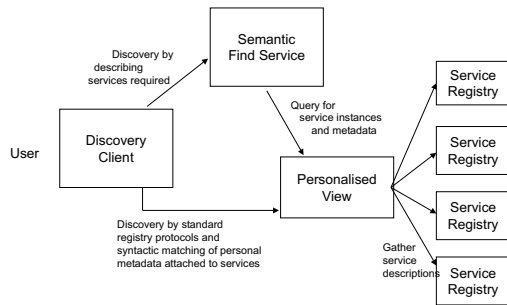 Semantic
Find Service
Discovery by
describing
services required
Service
Registry
Query for
service instances
and metadata
User
Discovery
Client
Service
Registry
Personalised
View
Discovery by standard
registry protocols and
syntactic matching of personal
metadata attached to services
Service
Registry
Gather
service
descriptions
Service
Registry